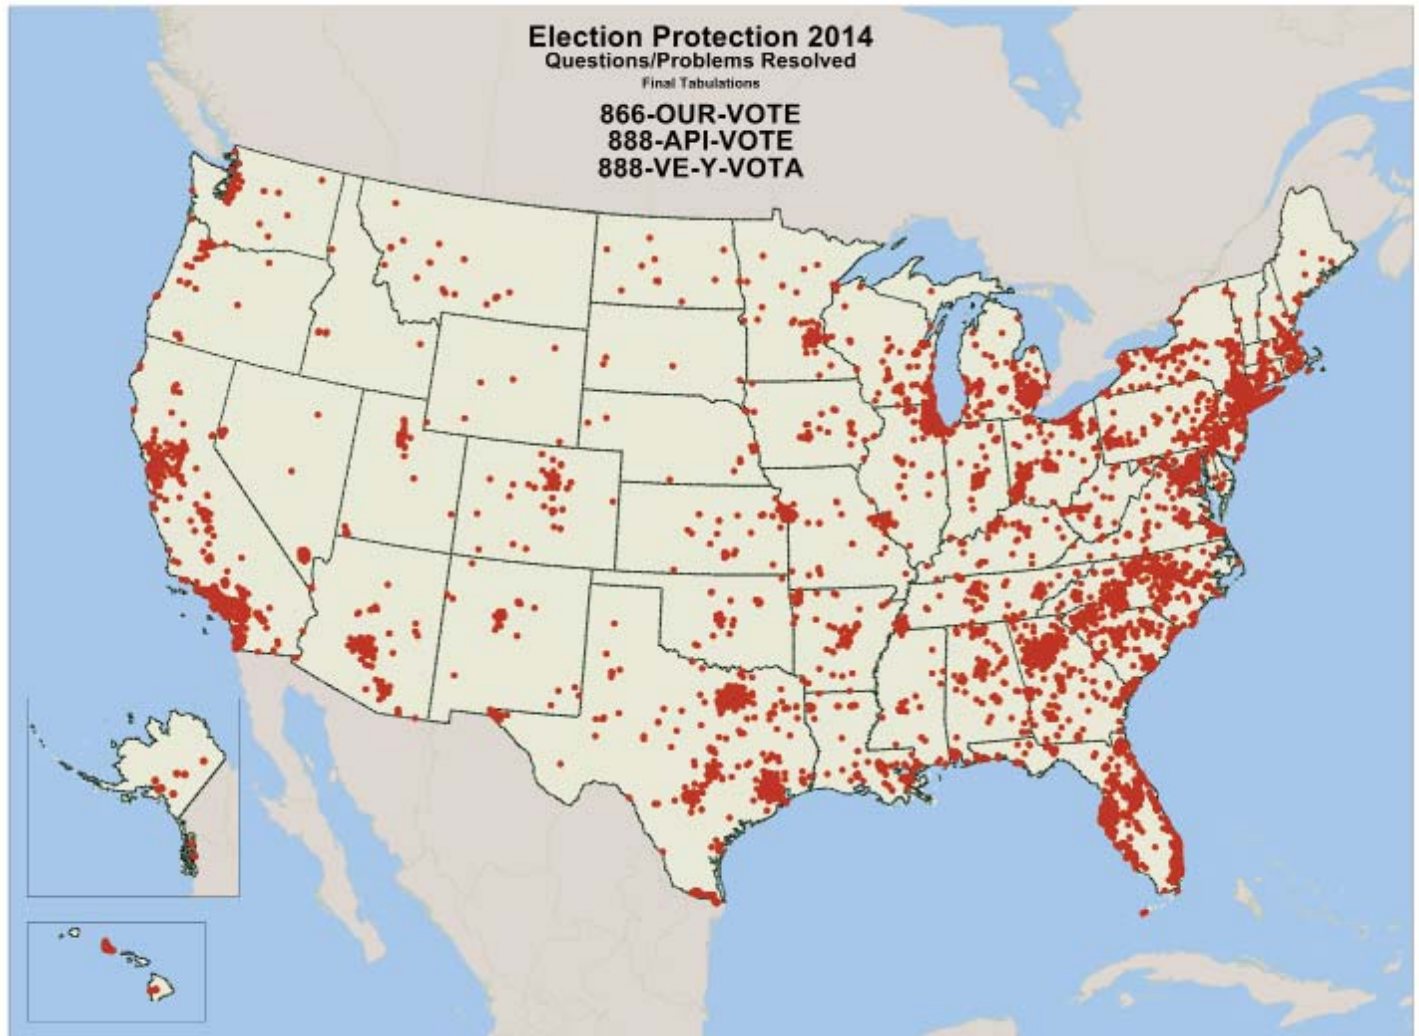 Election Protection 2014
Questions/Problems Resolved
Final Tabulations
866-OUR-VOTE
888-API-VOTE
888-VE-Y-VOTA